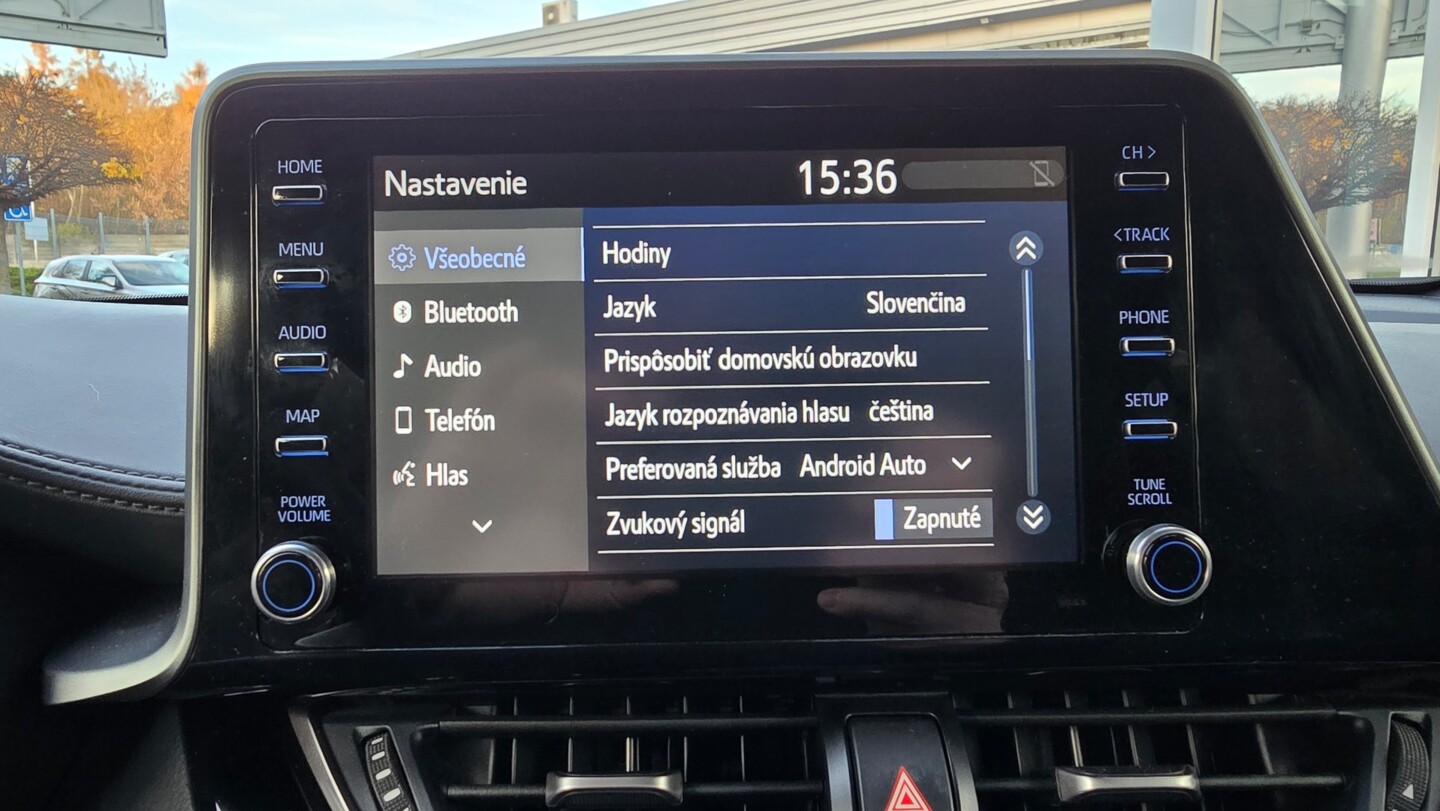 HOME
MENU
AUDIO
MAP
POWER
VOLUME
Nastavenie
15:36
Všeobecné
Bluetooth
Audio
Telefón
Hlas
Hodiny
Jazyk Slovenčina
Prispôsobiť domovskú obrazovku
Jazyk rozpoznávania hlasu čeština
Preferovaná služba Android Auto
Zvukový signál Zapnuté
CH >
< TRACK
PHONE
SETUP
TUNE
SCROLL